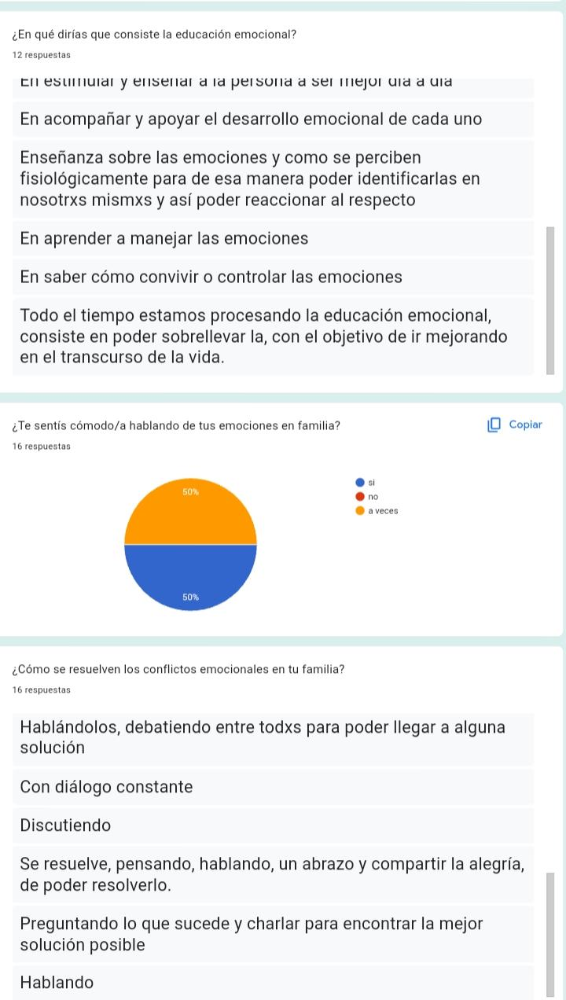 ¿En qué dirías que consiste la educación emocional?
12 respuestas
En estimular y enseñar a la persona a ser mejor día a día
En acompañar y apoyar el desarrollo emocional de cada uno
Enseñanza sobre las emociones y como se perciben
fisiológicamente para de esa manera poder identificarlas en
nosotrxs mismxs y así poder reaccionar al respecto
En aprender a manejar las emociones
En saber cómo convivir o controlar las emociones
Todo el tiempo estamos procesando la educación emocional,
consiste en poder sobrellevar la, con el objetivo de ir mejorando
en el transcurso de la vida.
¿Te sentís cómodo/a hablando de tus emociones en familia?
Copiar
16 respuestas
50%
50%
si
no
a veces
¿Cómo se resuelven los conflictos emocionales en tu familia?
16 respuestas
Hablándolos, debatiendo entre todxs para poder llegar a alguna
solución
Con diálogo constante
Discutiendo
Se resuelve, pensando, hablando, un abrazo y compartir la alegría,
de poder resolverlo.
Preguntando lo que sucede y charlar para encontrar la mejor
solución posible
Hablando